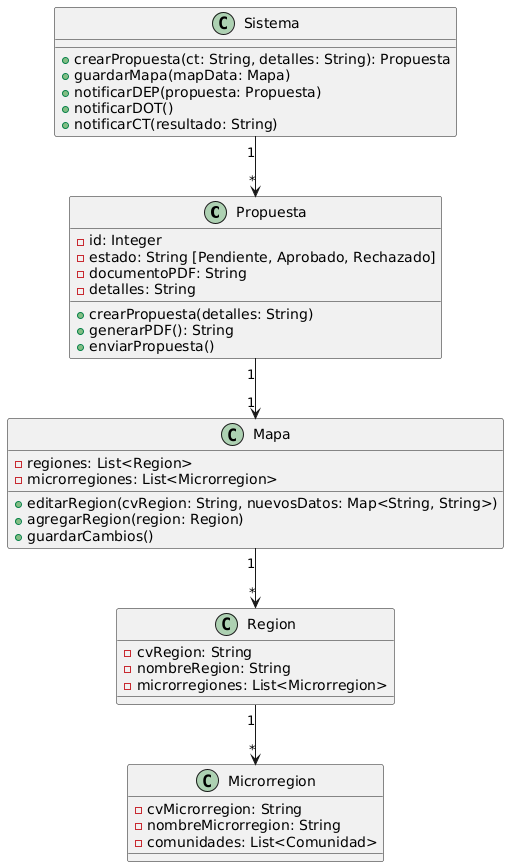 C Sistema
crearPropuesta(ct: String, detalles: String): Propuesta
guardarMapa(mapData: Mapa)
notificarDEP(propuesta: Propuesta)
notificarDOT()
notificarCT(resultado: String)
1
*
C Propuesta
id: Integer
estado: String [Pendiente, Aprobado, Rechazado]
documentoPDF: String
detalles: String
crearPropuesta(detalles: String)
generarPDF(): String
enviarPropuesta()
1
1
C Mapa
regiones: List<Region>
microrregiones: List<Microrregion>
editarRegion(cvRegion: String, nuevosDatos: Map<String, String>)
agregarRegion(region: Region)
guardarCambios()
1
*
C Region
cvRegion: String
nombreRegion: String
microrregiones: List<Microrregion>
1
*
C Microrregion
cvMicrorregion: String
nombreMicrorregion: String
comunidades: List<Comunidad>